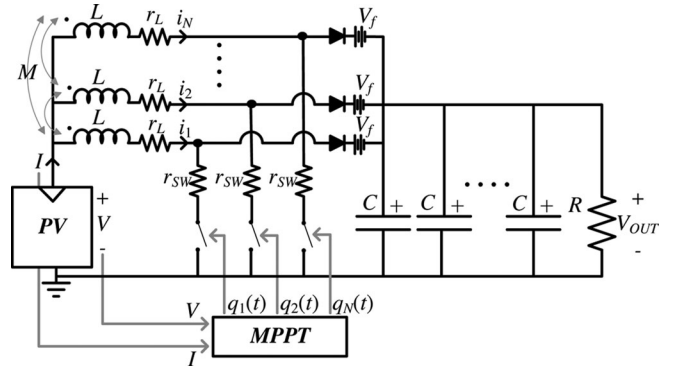 L r_L i_N V_f
M
L r_L i_2 V_f
L r_L i_1 V_f
I
r_SW r_SW r_SW
PV + V -
C + C + C + R + V_OUT -
q_1(t) q_2(t) q_N(t)
V
MPPT
I